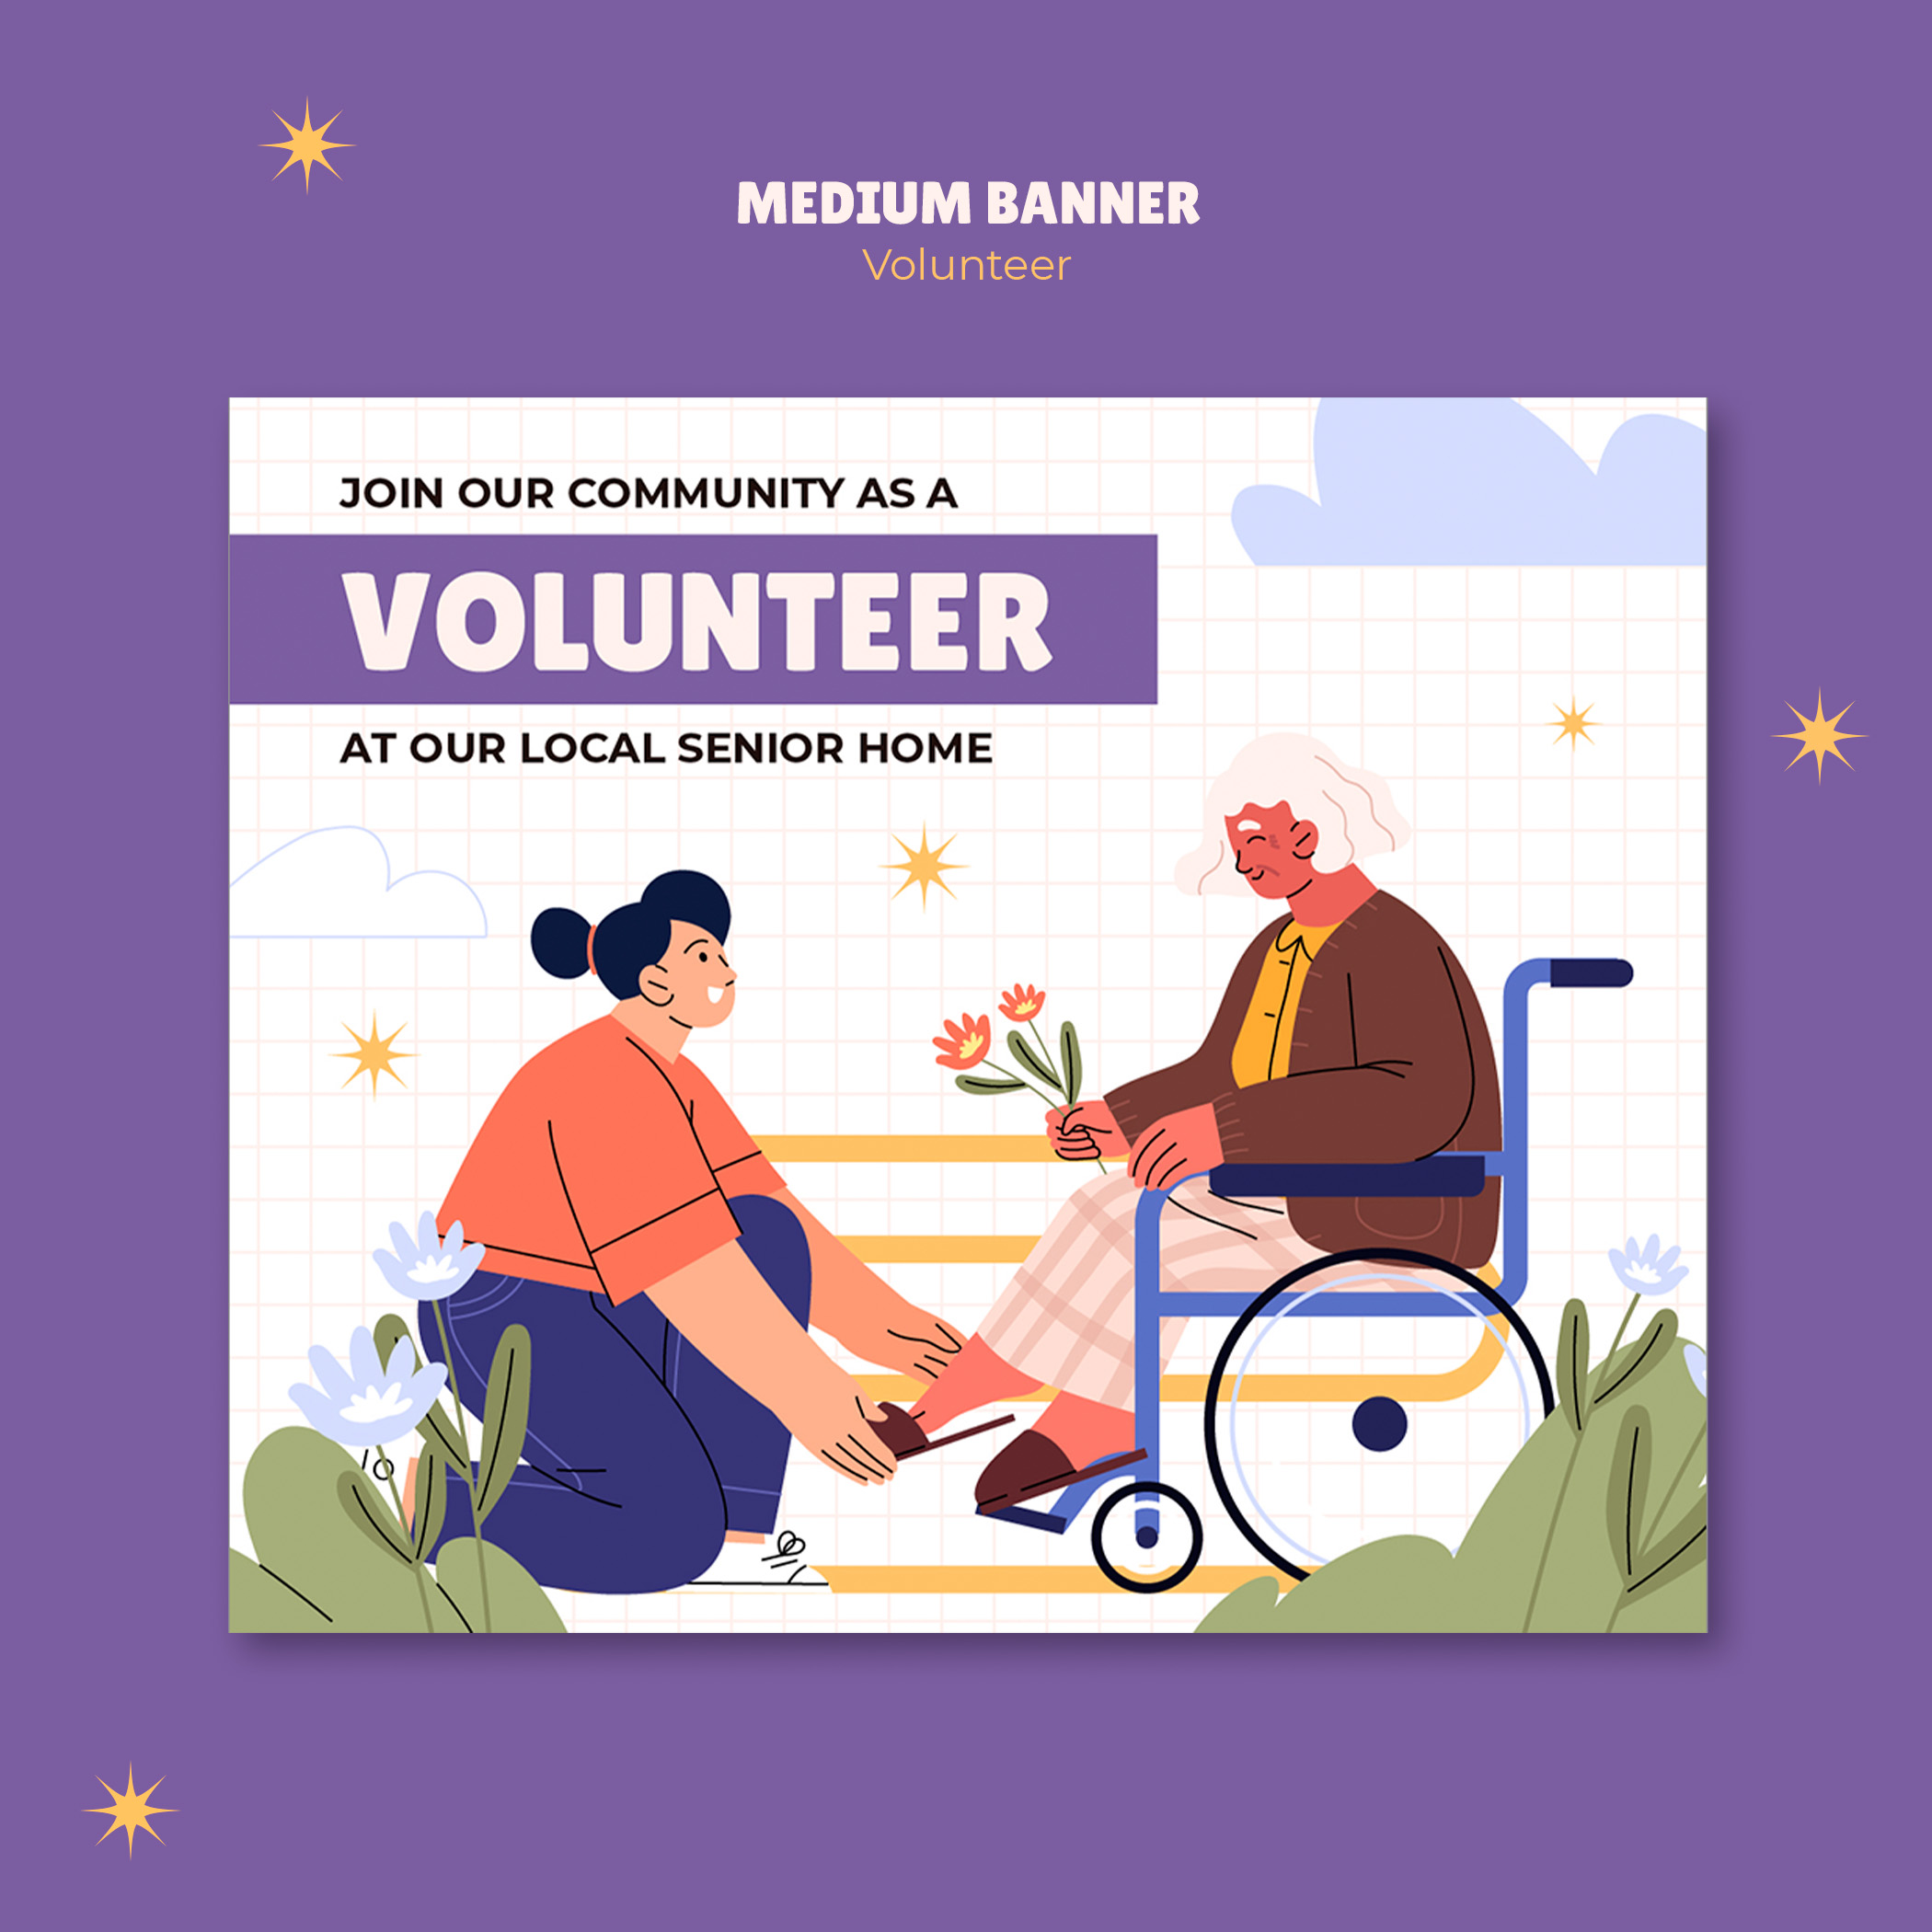 MEDIUM BANNER
Volunteer
JOIN OUR COMMUNITY AS A
VOLUNTEER
AT OUR LOCAL SENIOR HOME